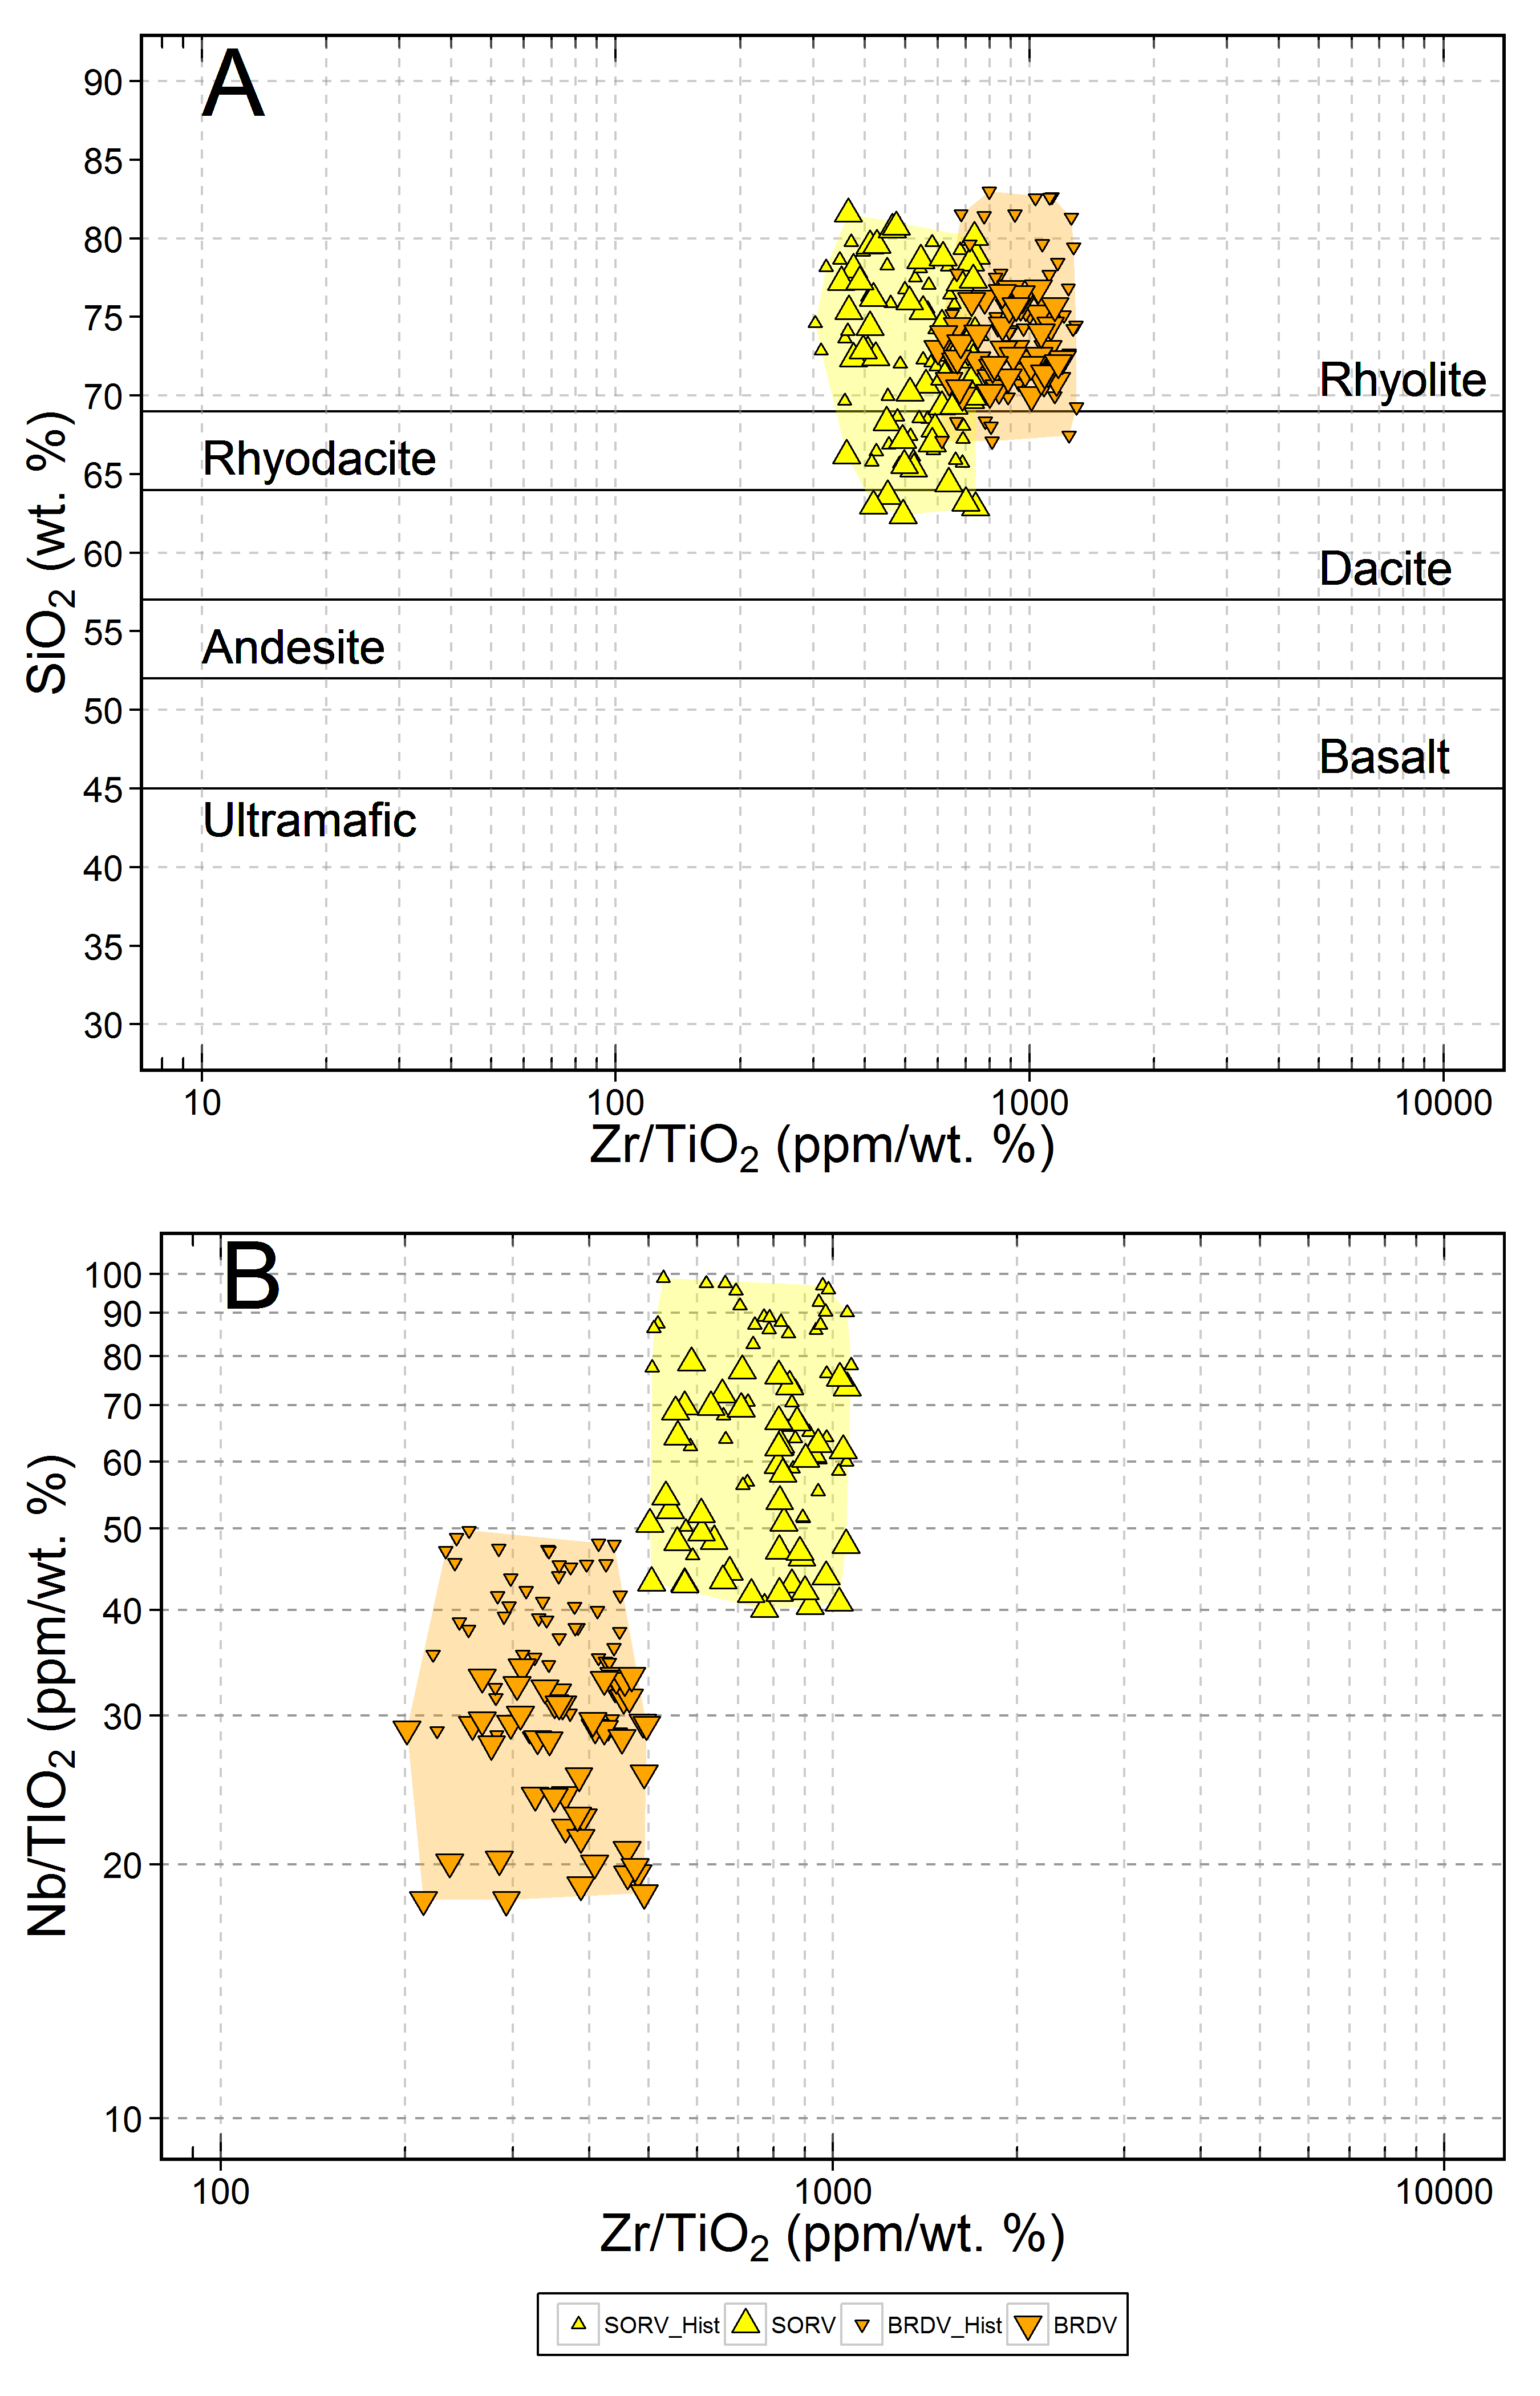 A
90
85
80
75
70
65
60
55
50
45
40
35
30
SiO₂ (wt. %)
Rhyolite
Rhyodacite
Dacite
Andesite
Basalt
Ultramafic
10 100 1000 10000
Zr/TiO₂ (ppm/wt. %)
B
100
90
80
70
60
50
40
30
20
10
Nb/TIO₂ (ppm/wt. %)
100 1000 10000
Zr/TiO₂ (ppm/wt. %)
SORV_Hist SORV BRDV_Hist BRDV